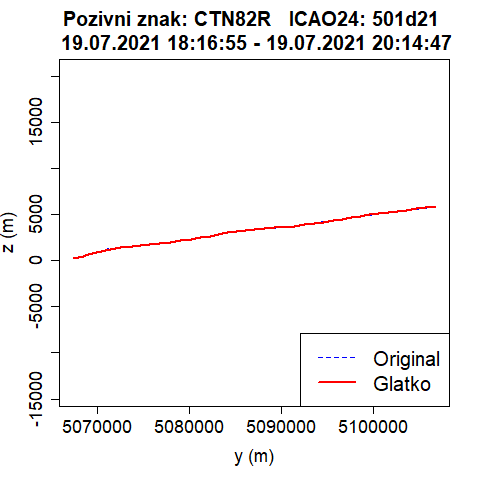 Pozivni znak: CTN82R   ICAO24: 501d21
19.07.2021 18:16:55 - 19.07.2021 20:14:47
z (m)
15000
5000
0
-5000
-15000
Original
Glatko
5070000 5080000 5090000 5100000
y (m)